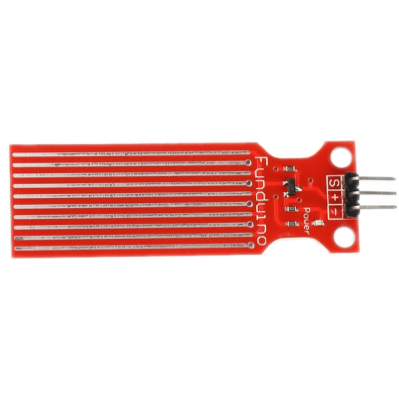 Funduino
power
S + -